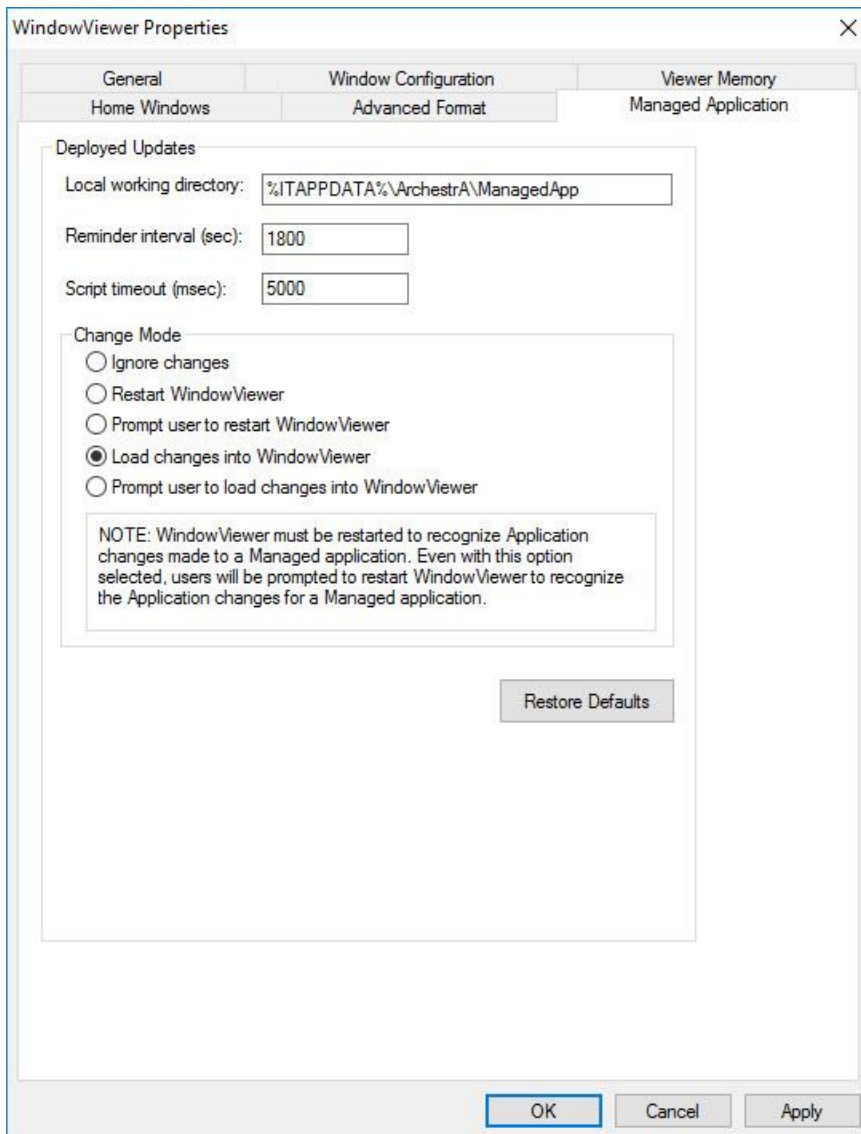 WindowViewer Properties
General
Window Configuration
Viewer Memory
Home Windows
Advanced Format
Managed Application
Deployed Updates
Local working directory:
%ITAPPDATA%\ArchestrA\ManagedApp
Reminder interval (sec):
1800
Script timeout (msec):
5000
Change Mode
Ignore changes
Restart WindowViewer
Prompt user to restart WindowViewer
Load changes into WindowViewer
Prompt user to load changes into WindowViewer
NOTE: WindowViewer must be restarted to recognize Application
changes made to a Managed application. Even with this option
selected, users will be prompted to restart WindowViewer to recognize
the Application changes for a Managed application.
Restore Defaults
OK
Cancel
Apply